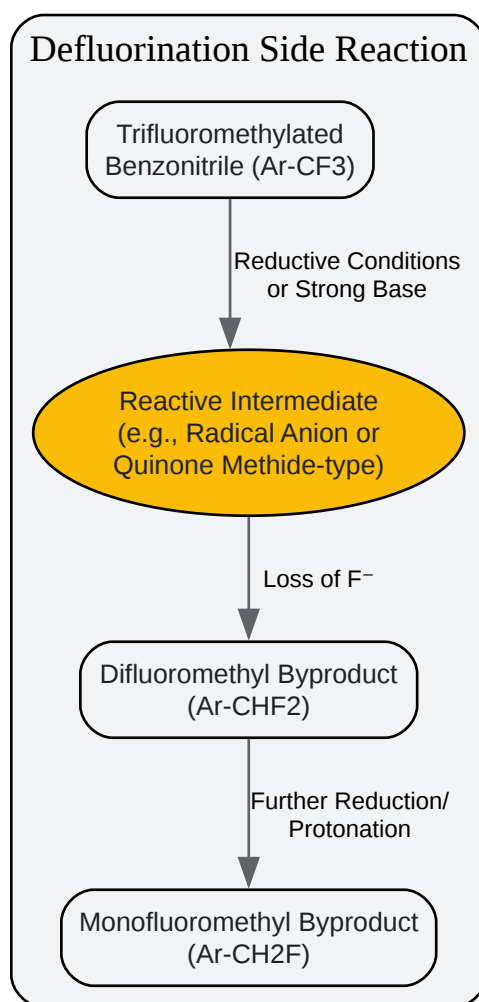 Defluorination Side Reaction
Trifluoromethylated
Benzonitrile (Ar-CF3)
Reductive Conditions
or Strong Base
Reactive Intermediate
(e.g., Radical Anion or
Quinone Methide-type)
Loss of F⁻
Difluoromethyl Byproduct
(Ar-CHF2)
Further Reduction/
Protonation
Monofluoromethyl Byproduct
(Ar-CH2F)